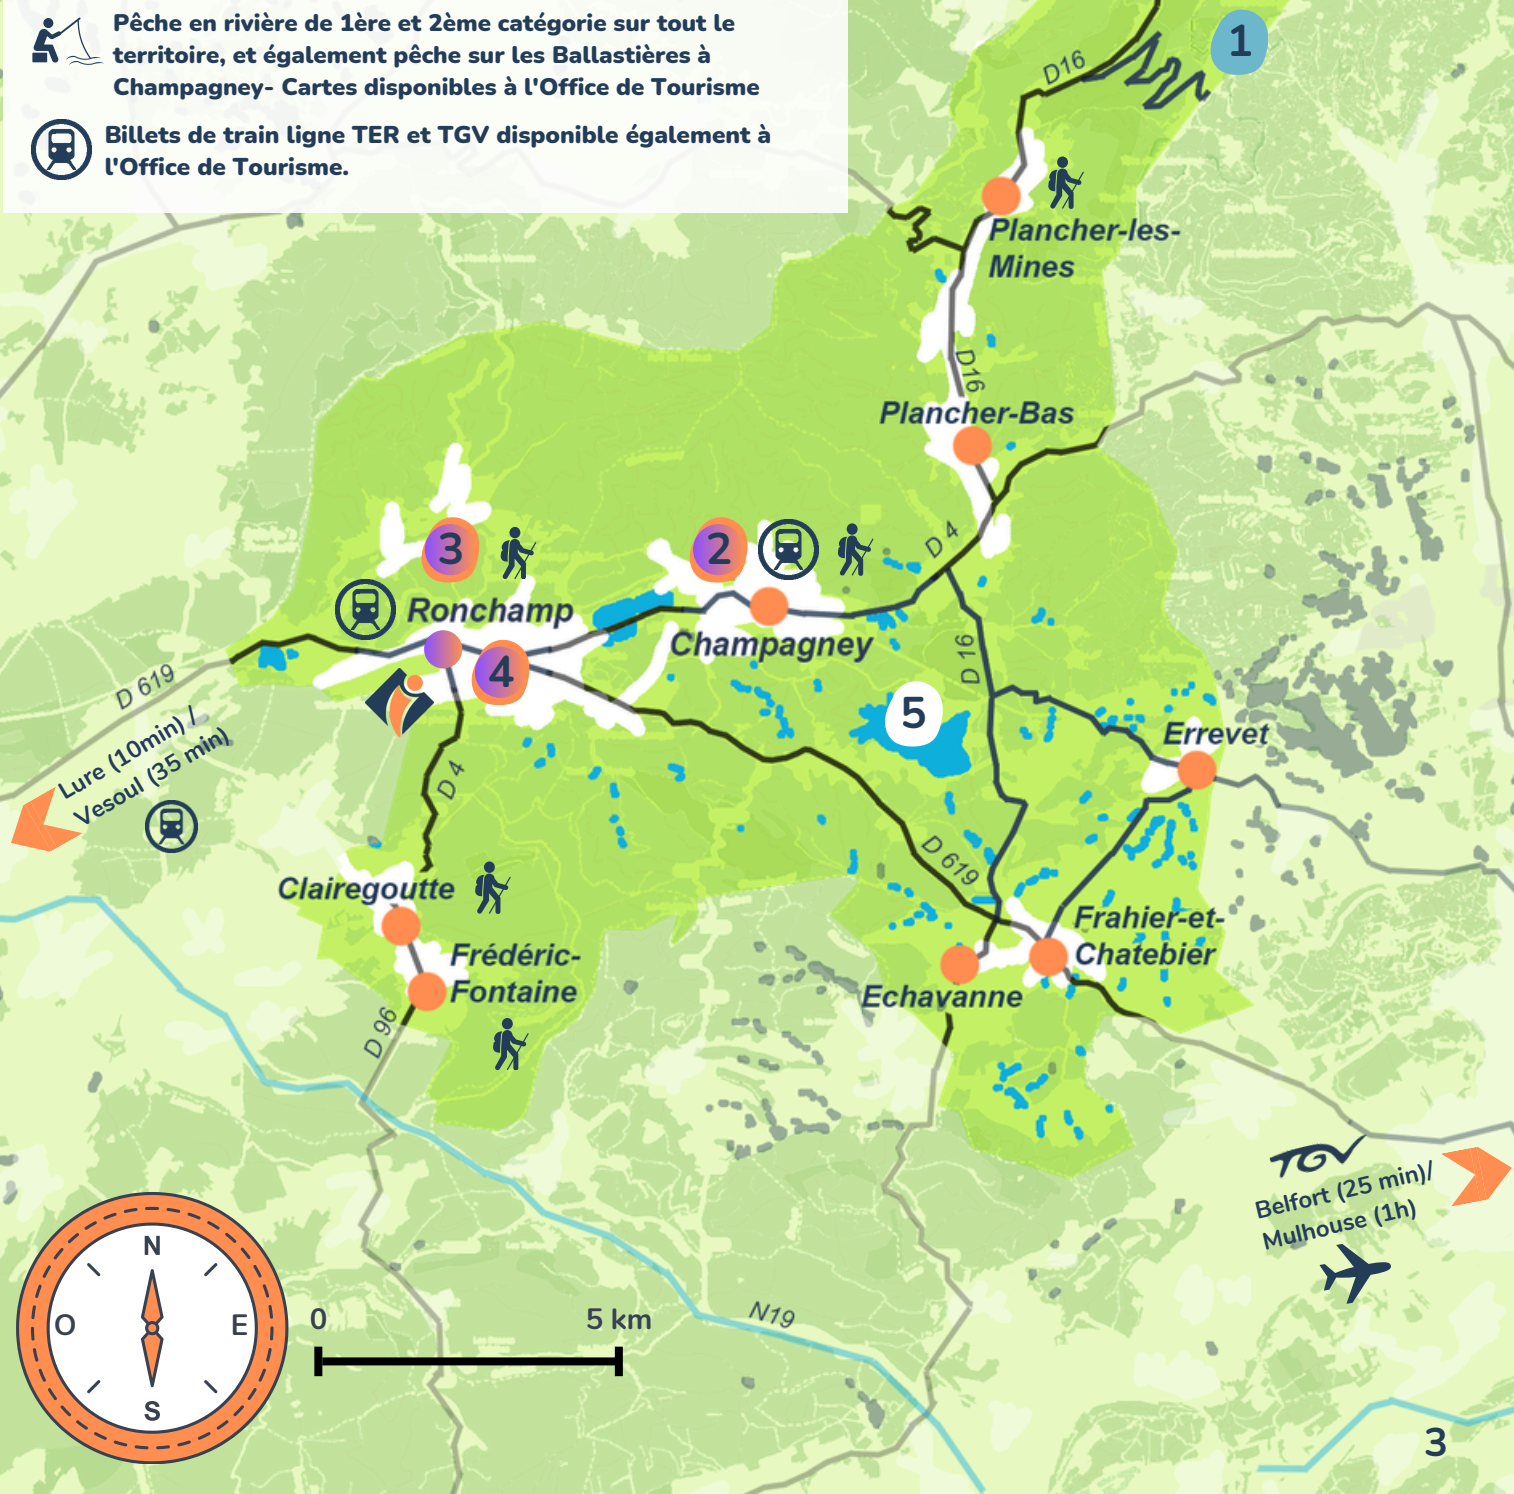 Pêche en rivière de 1ère et 2ème catégorie sur tout le
territoire, et également pêche sur les Ballastières à
Champagney- Cartes disponibles à l'Office de Tourisme
Billets de train ligne TER et TGV disponible également à
l'Office de Tourisme.
1
D16
Plancher-les-
Mines
D16
Plancher-Bas
D 4
3
2
Ronchamp
Champagney
4
D 16
5
D 619
Errevet
Lure (10min) /
Vesoul (35 min)
D 4
D 619
Clairegoutte
Frahier-et-
Chatebier
Frédéric-
Fontaine
Echavanne
D 96
TGV
Belfort (25 min)/
Mulhouse (1h)
N
O
E
S
0
5 km
N19
3